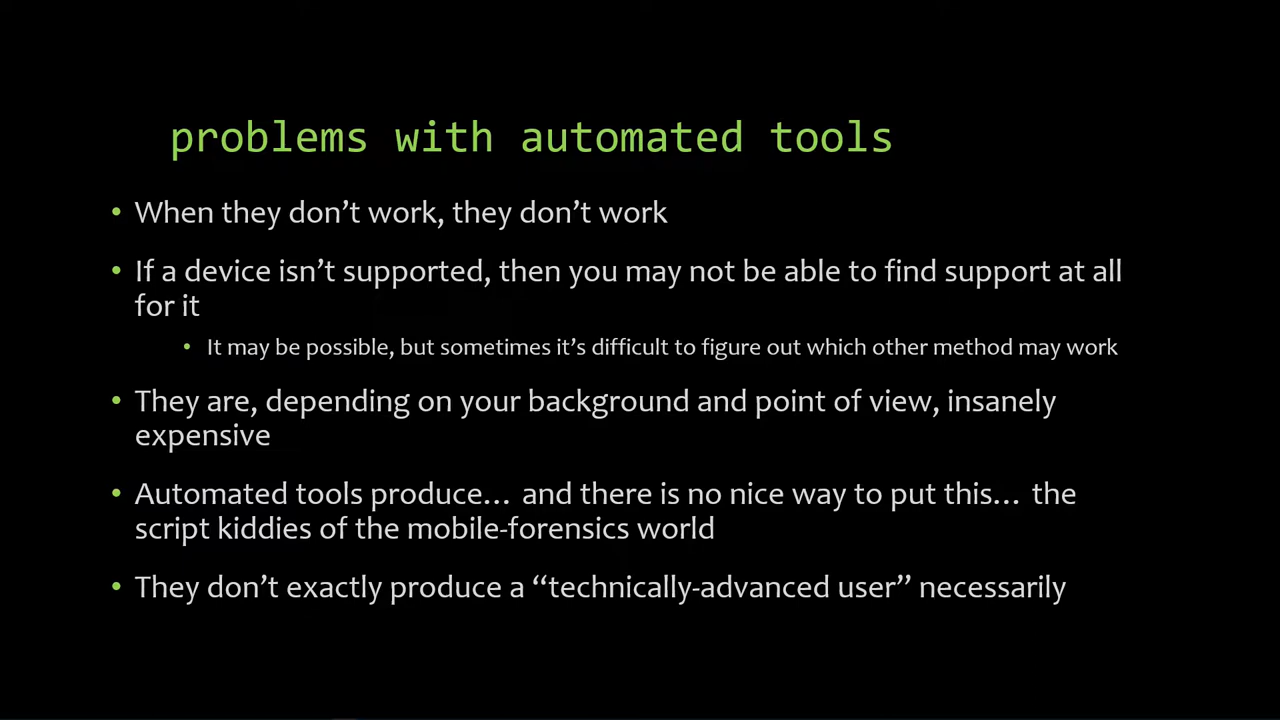 problems with automated tools
• When they don’t work, they don’t work
• If a device isn’t supported, then you may not be able to find support at all
for it
• It may be possible, but sometimes it’s difficult to figure out which other method may work
• They are, depending on your background and point of view, insanely
expensive
• Automated tools produce… and there is no nice way to put this… the
script kiddies of the mobile-forensics world
• They don’t exactly produce a “technically-advanced user” necessarily